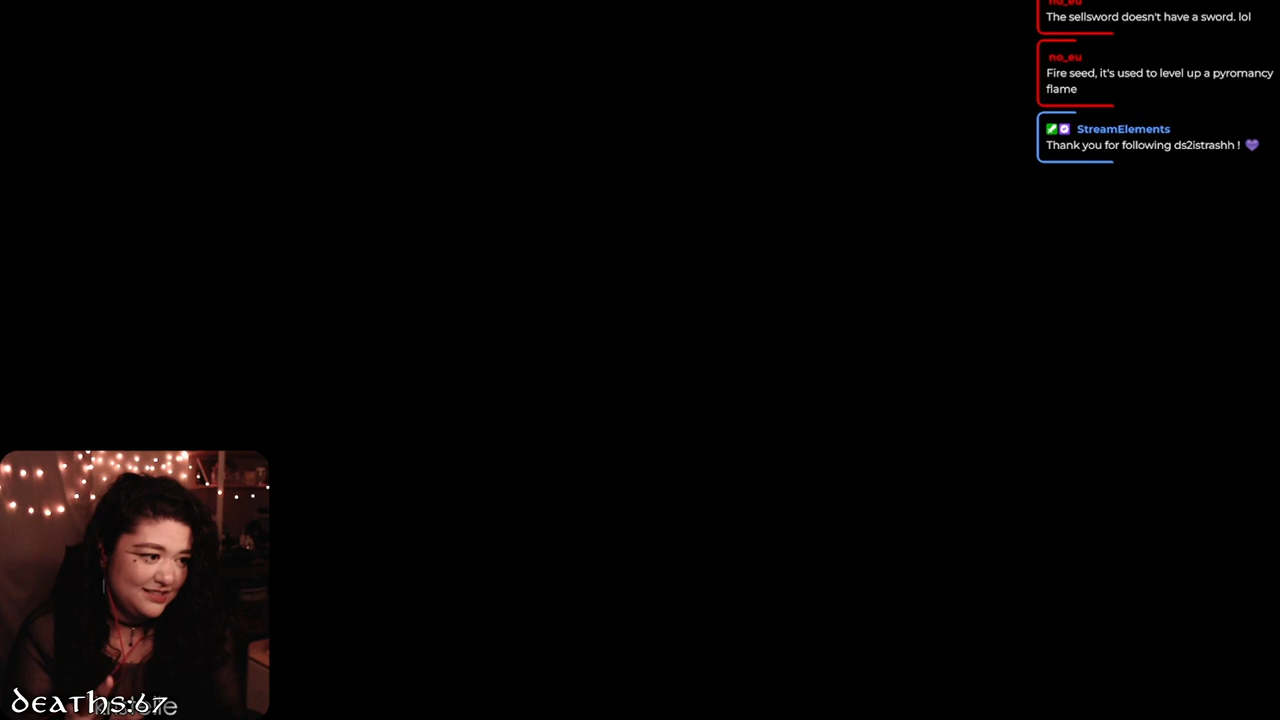 no_eu
The sellsword doesn't have a sword. lol
no_eu
Fire seed, it's used to level up a pyromancy
flame
StreamElements
Thank you for following ds2istrashh !
deaths:67